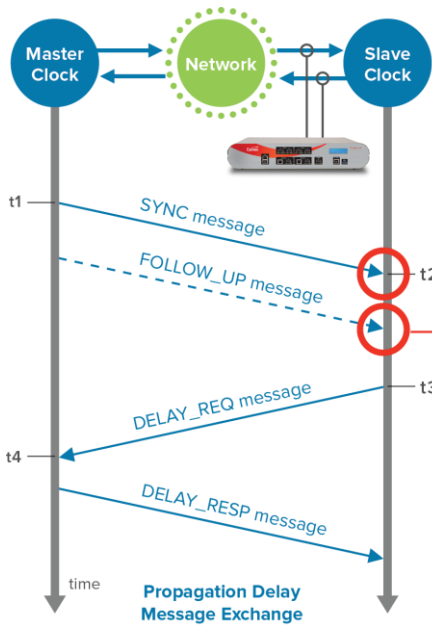 Master
Clock
Network
Slave
Clock
t1
SYNC message
t2
FOLLOW_UP message
t3
DELAY_REQ message
t4
DELAY_RESP message
time
Propagation Delay
Message Exchange